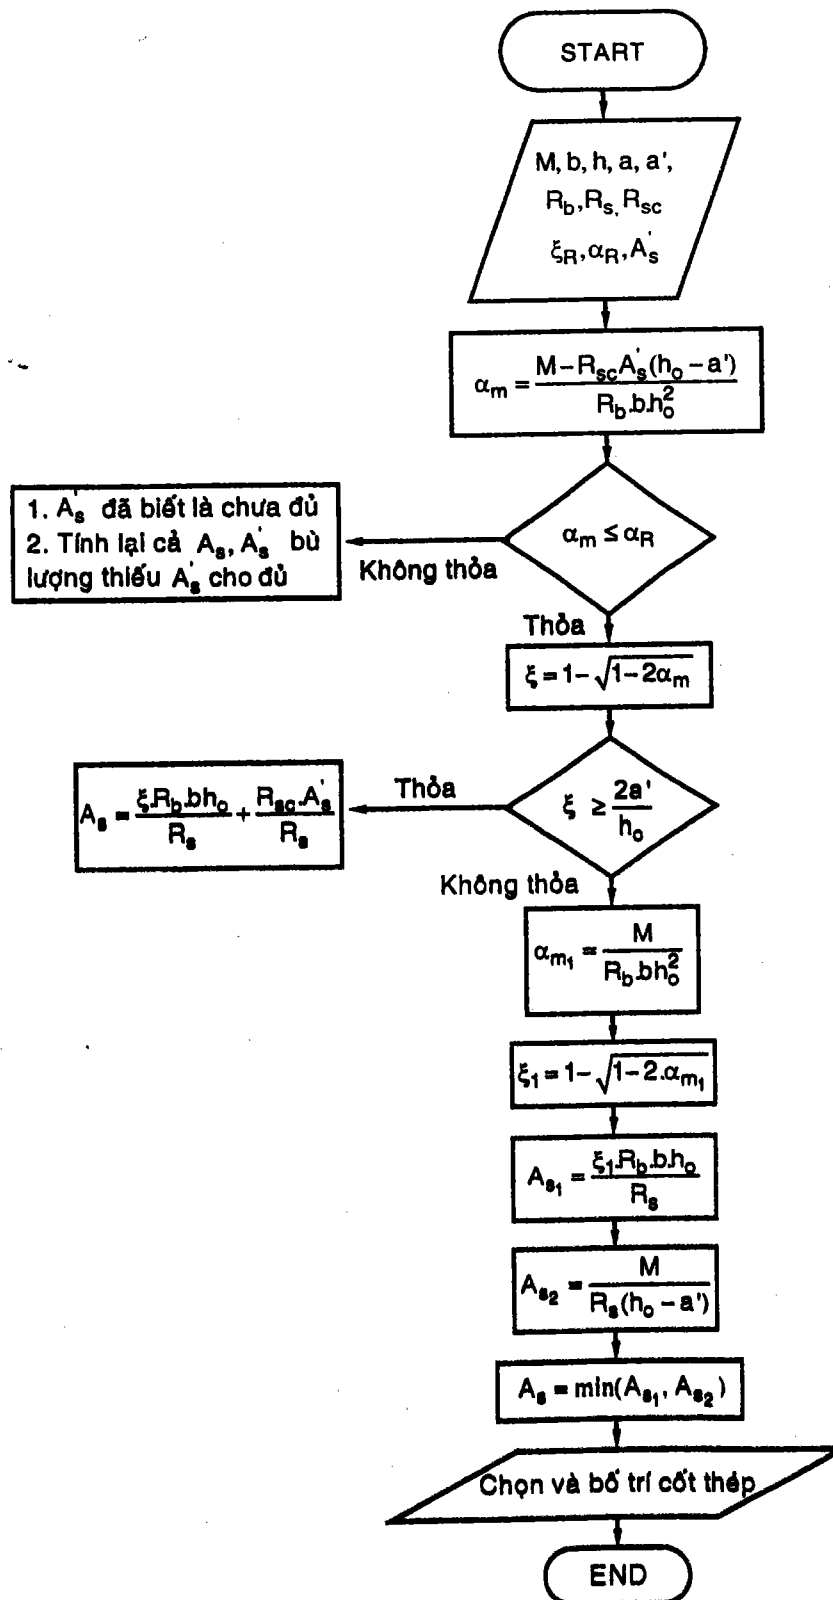 START
M, b, h, a, a',
R_b, R_s, R_sc
ξ_R, α_R, A'_s
α_m = (M − R_sc A'_s (h_o − a')) / (R_b.b.h_o^2)
α_m ≤ α_R
1. A'_s đã biết là chưa đủ
2. Tính lại cả A_s, A'_s bù
lượng thiếu A'_s cho đủ
Không thỏa
Thỏa
ξ = 1 − √(1 − 2α_m)
ξ ≥ 2a' / h_o
Thỏa
A_s = ξ.R_b.bh_o / R_s + R_sc.A'_s / R_s
Không thỏa
α_m1 = M / (R_b.bh_o^2)
ξ_1 = 1 − √(1 − 2.α_m1)
A_s1 = ξ_1.R_b.b.h_o / R_s
A_s2 = M / (R_s(h_o − a'))
A_s = min(A_s1, A_s2)
Chọn và bố trí cốt thép
END